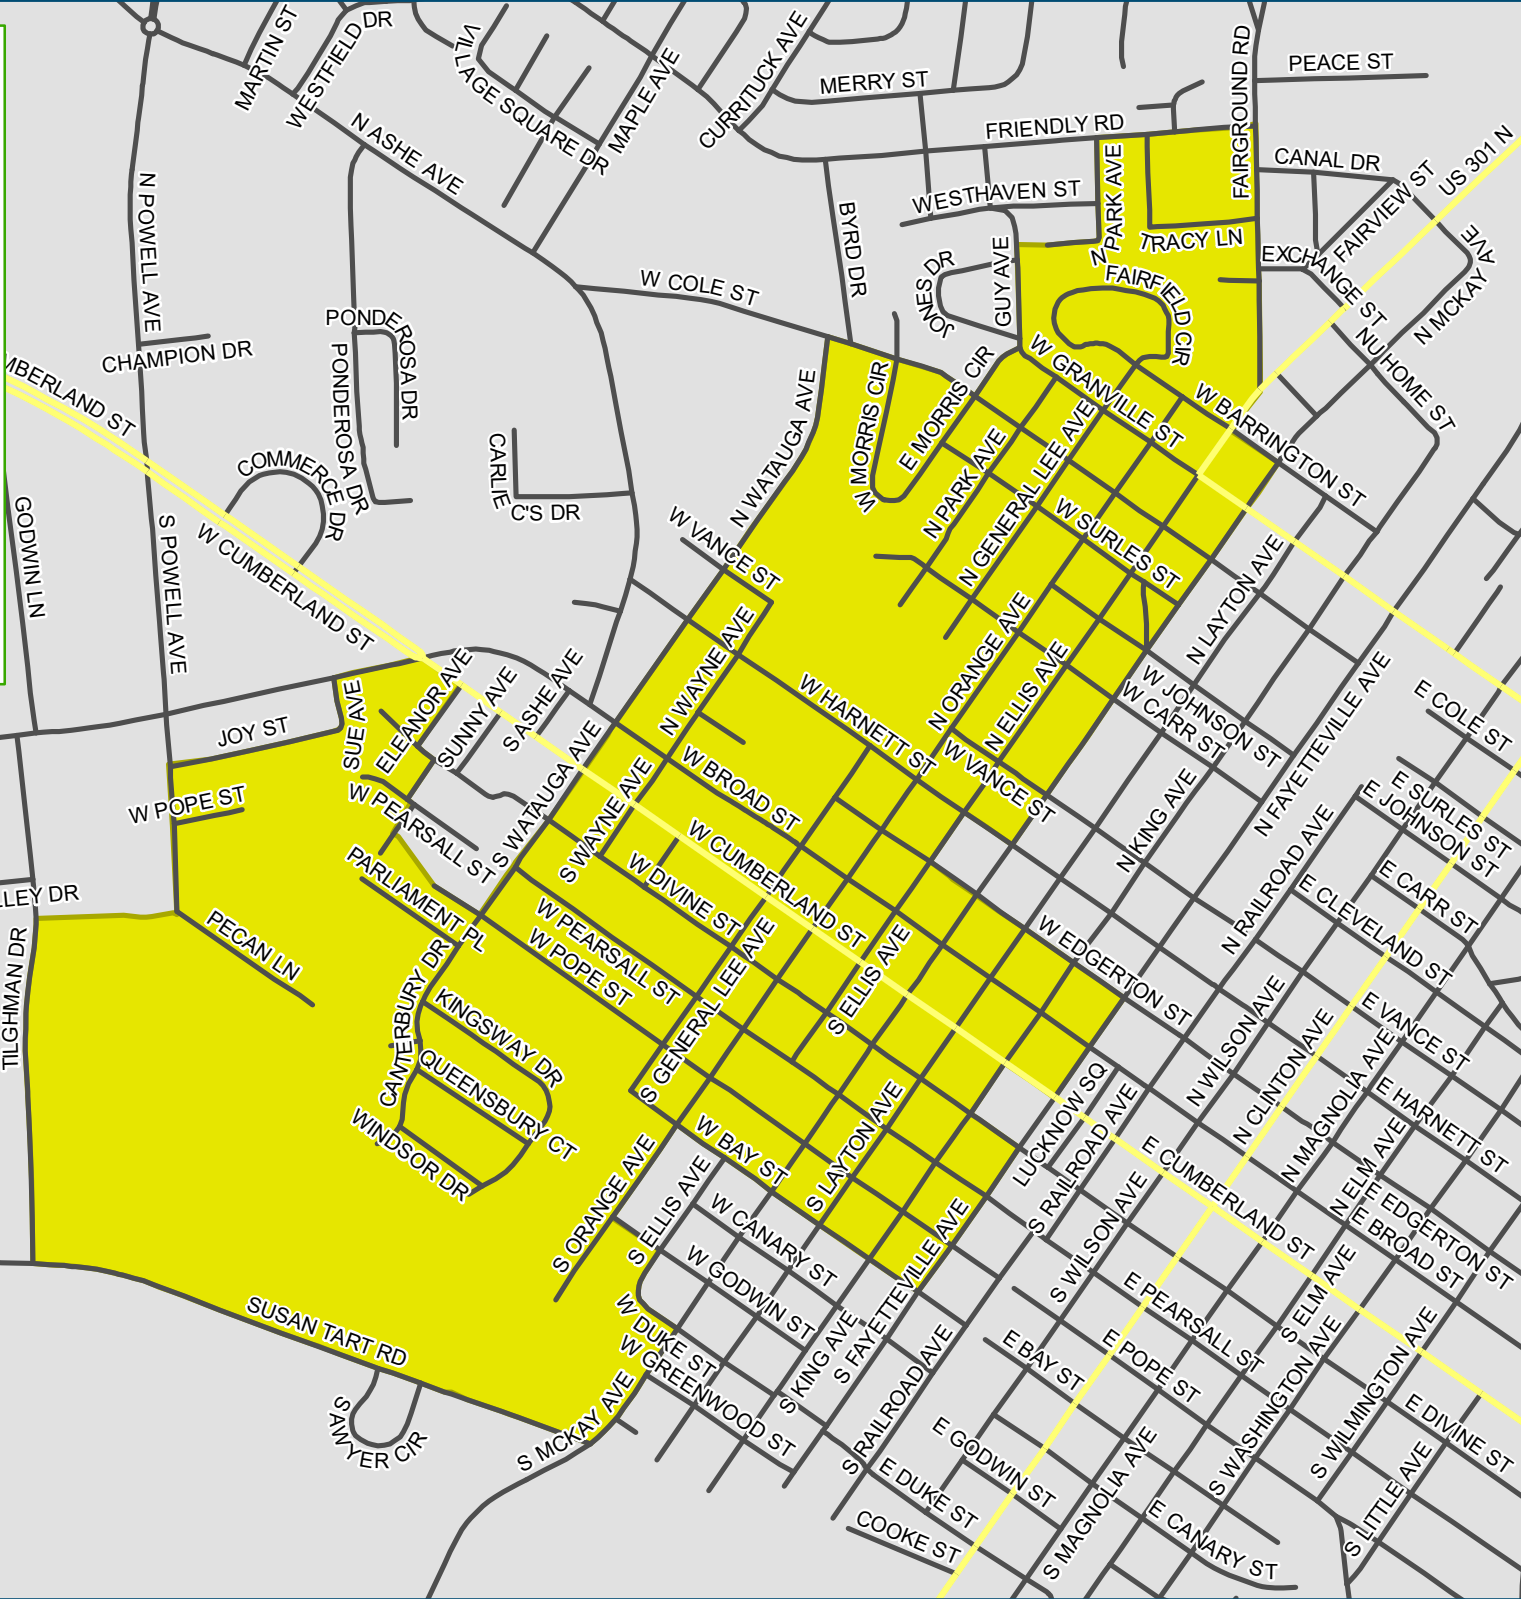 MARTIN ST
WESTFIELD DR
VILLAGE SQUARE DR
MAPLE AVE
CURRITUCK AVE
MERRY ST
FAIRGROUND RD
PEACE ST
N ASHE AVE
FRIENDLY RD
CANAL DR
US 301 N
FAIRVIEW ST
N PARK AVE
WESTHAVEN ST
N POWELL AVE
BYRD DR
TRACY LN
EXCHANGE ST
N MCKAY AVE
JONES DR
GUY AVE
FAIRFIELD CIR
W COLE ST
PONDEROSA DR
PONDEROSA DR
CHAMPION DR
NUHOME ST
W GRANVILLE ST
W BARRINGTON ST
MBERLAND ST
N WATAUGA AVE
W MORRIS CIR
E MORRIS CIR
N PARK AVE
N GENERAL LEE AVE
COMMERCE DR
CARLIE C'S DR
W SURLES ST
GODWIN LN
S POWELL AVE
W CUMBERLAND ST
W VANCE ST
N LAYTON AVE
N WAYNE AVE
N ORANGE AVE
N ELLIS AVE
W JOHNSON ST
W CARR ST
N FAYETTEVILLE AVE
E COLE ST
SUE AVE
ELEANOR AVE
SUNNY AVE
S ASHE AVE
W HARNETT ST
JOY ST
S WATAUGA AVE
W VANCE ST
W BROAD ST
S WAYNE AVE
N KING AVE
E SURLES ST
E JOHNSON ST
W POPE ST
W PEARSALL ST
W CUMBERLAND ST
N RAILROAD AVE
E CARR ST
E CLEVELAND ST
PARLIAMENT PL
W DIVINE ST
LLEY DR
W PEARSALL ST
W POPE ST
W EDGERTON ST
PECAN LN
TILGHMAN DR
CANTERBURY DR
S GENERAL LEE AVE
S ELLIS AVE
KINGSWAY DR
N WILSON AVE
N CLINTON AVE
E VANCE ST
N MAGNOLIA AVE
QUEENSBURY CT
WINDSOR DR
LUCKNOW SQ
S RAILROAD AVE
E HARNETT ST
N ELM AVE
W BAY ST
S LAYTON AVE
E CUMBERLAND ST
E EDGERTON ST
E BROAD ST
S ORANGE AVE
S ELLIS AVE
W CANARY ST
W GODWIN ST
S WILSON AVE
S FAYETTEVILLE AVE
S KING AVE
E PEARSALL ST
S ELM AVE
SUSAN TART RD
W DUKE ST
W GREENWOOD ST
E BAY ST
E POPE ST
S WASHINGTON AVE
S WILMINGTON AVE
S RAILROAD AVE
SAWYER CIR
S MCKAY AVE
E GODWIN ST
E DIVINE ST
E DUKE ST
COOKE ST
S MAGNOLIA AVE
E CANARY ST
S LITTLE AVE